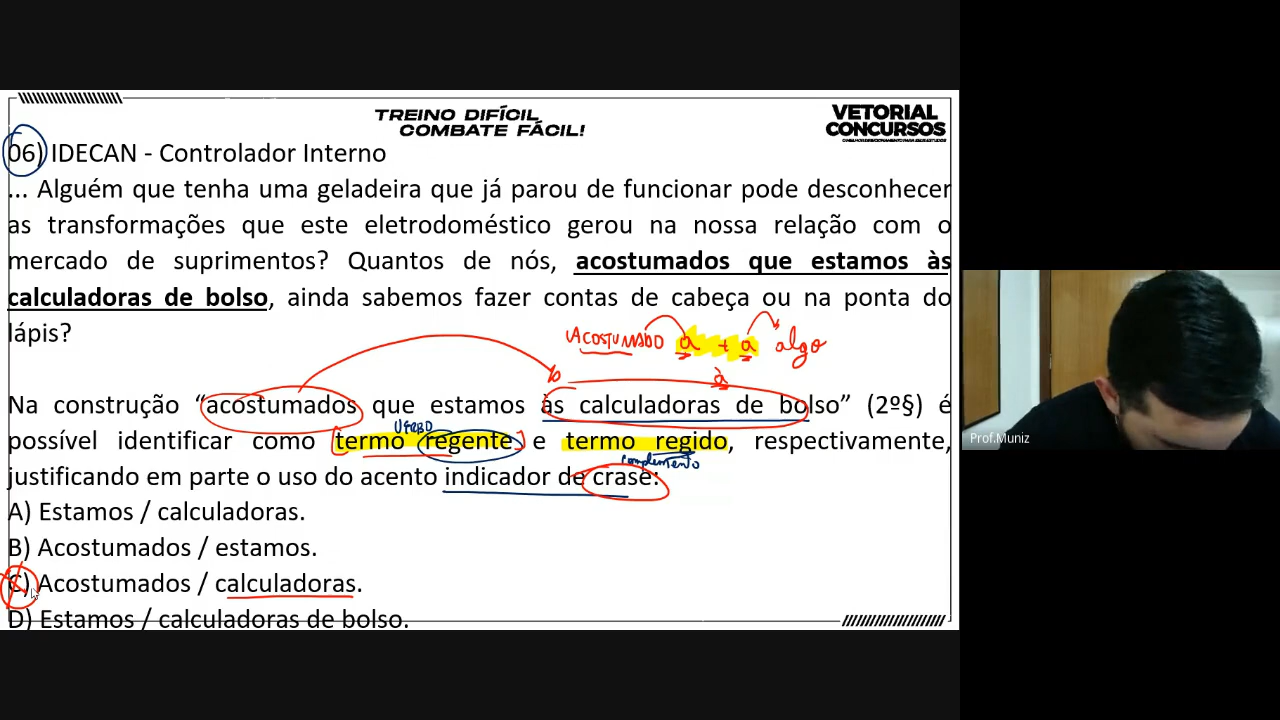 TREINO DIFÍCIL
COMBATE FÁCIL!
VETORIAL
CONCURSOS
06) IDECAN - Controlador Interno
... Alguém que tenha uma geladeira que já parou de funcionar pode desconhecer
as transformações que este eletrodoméstico gerou na nossa relação com o
mercado de suprimentos? Quantos de nós, acostumados que estamos às
calculadoras de bolso, ainda sabemos fazer contas de cabeça ou na ponta do
lápis?
Acostumado a + a algo
à
Na construção “acostumados que estamos às calculadoras de bolso” (2º§) é
VERBO
possível identificar como termo regente e termo regido, respectivamente,
complemento
justificando em parte o uso do acento indicador de crase:
A) Estamos / calculadoras.
B) Acostumados / estamos.
C) Acostumados / calculadoras.
D) Estamos / calculadoras de bolso.
Prof.Muniz